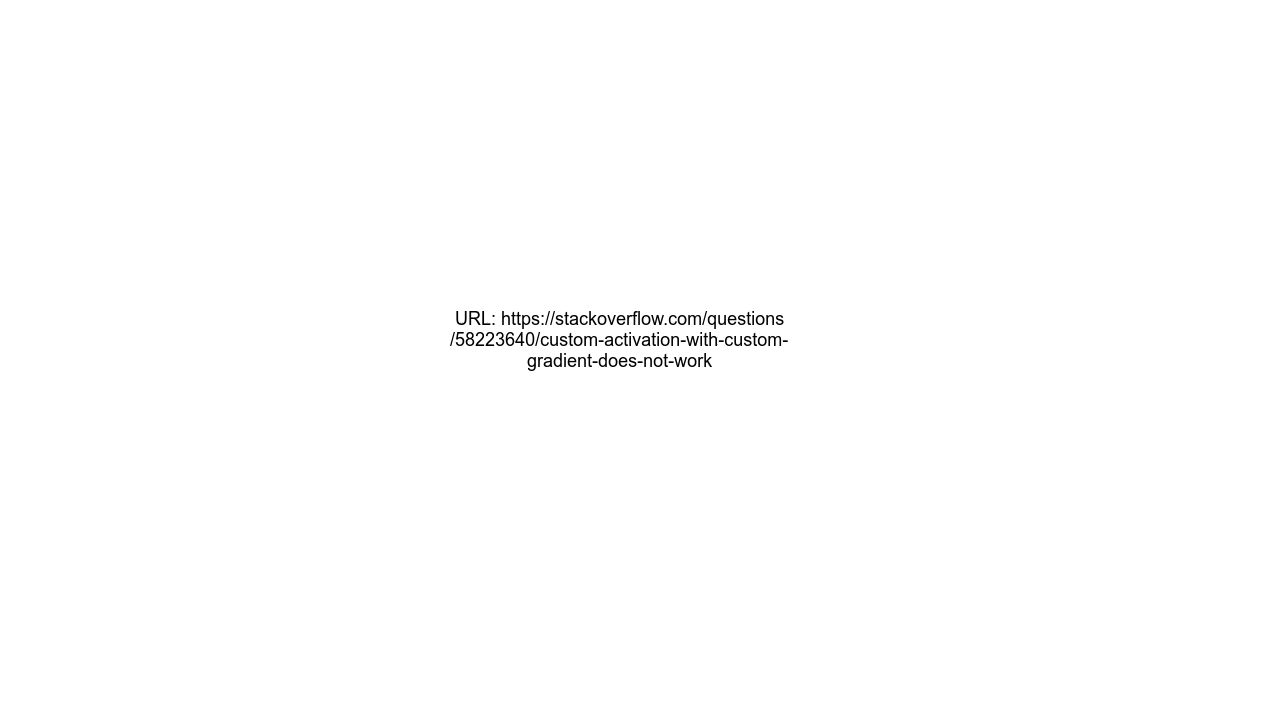 URL: https://stackoverflow.com/questions
/58223640/custom-activation-with-custom-
gradient-does-not-work